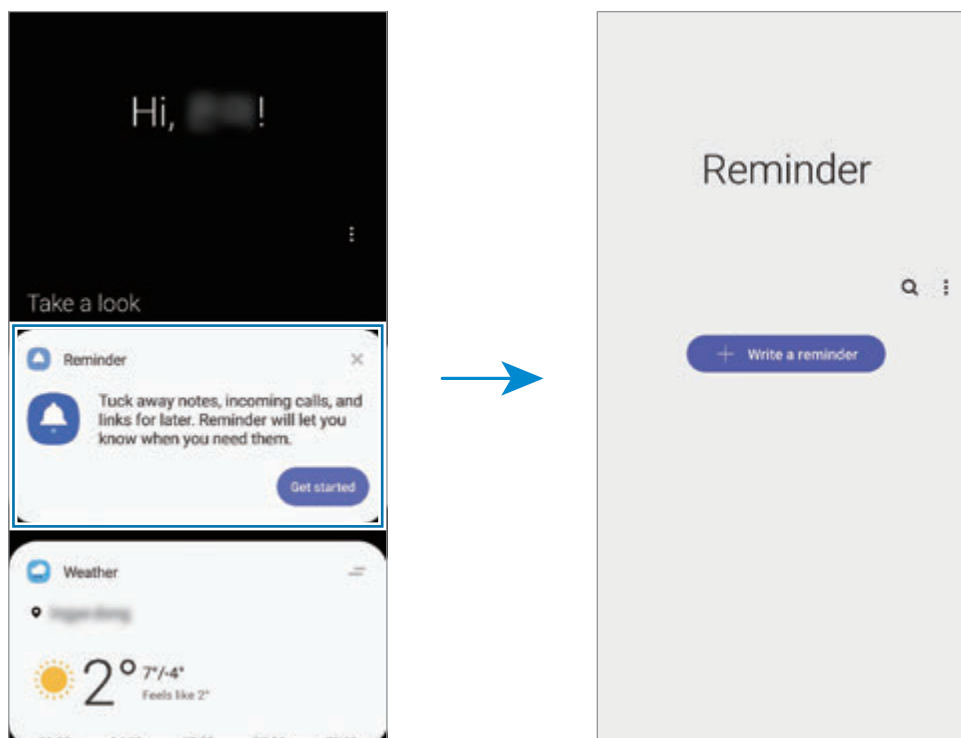 Hi, !
Take a look
Reminder
Tuck away notes, incoming calls, and
links for later. Reminder will let you
know when you need them.
Get started
Weather
2° 7°/-4°
Feels like 2°
Reminder
Write a reminder